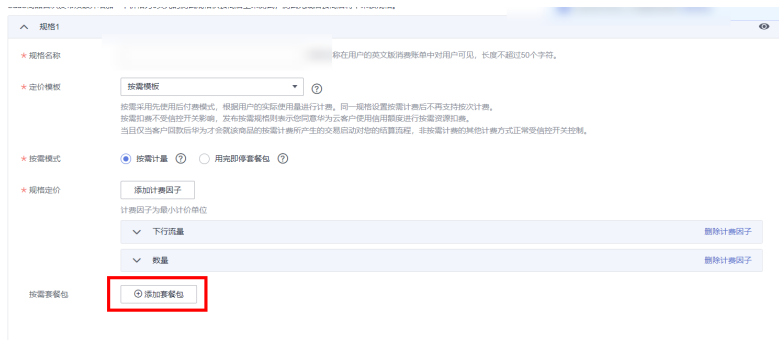 规格1
* 规格名称
称在用户的英文版消费账单中对用户可见，长度不超过50个字符。
* 定价模板 按需模板
按需采用先使用后付费模式，根据用户的实际使用量进行计费。同一规格设置按需计费后不再支持按次计费。
按需扣费不受信控开关影响，发布按需规格则表示您同意华为云客户使用信用额度进行按需资源扣费。
当且仅当客户回款后华为才会就该商品的按需计费所产生的交易启动对您的结算流程，非按需计费的其他计费方式正常受信控开关控制。
* 按需模式 按需计量 用完即停套餐包
* 规格定价 添加计费因子
计费因子为最小计价单位
下行流量 删除计费因子
数量 删除计费因子
按需套餐包 添加套餐包